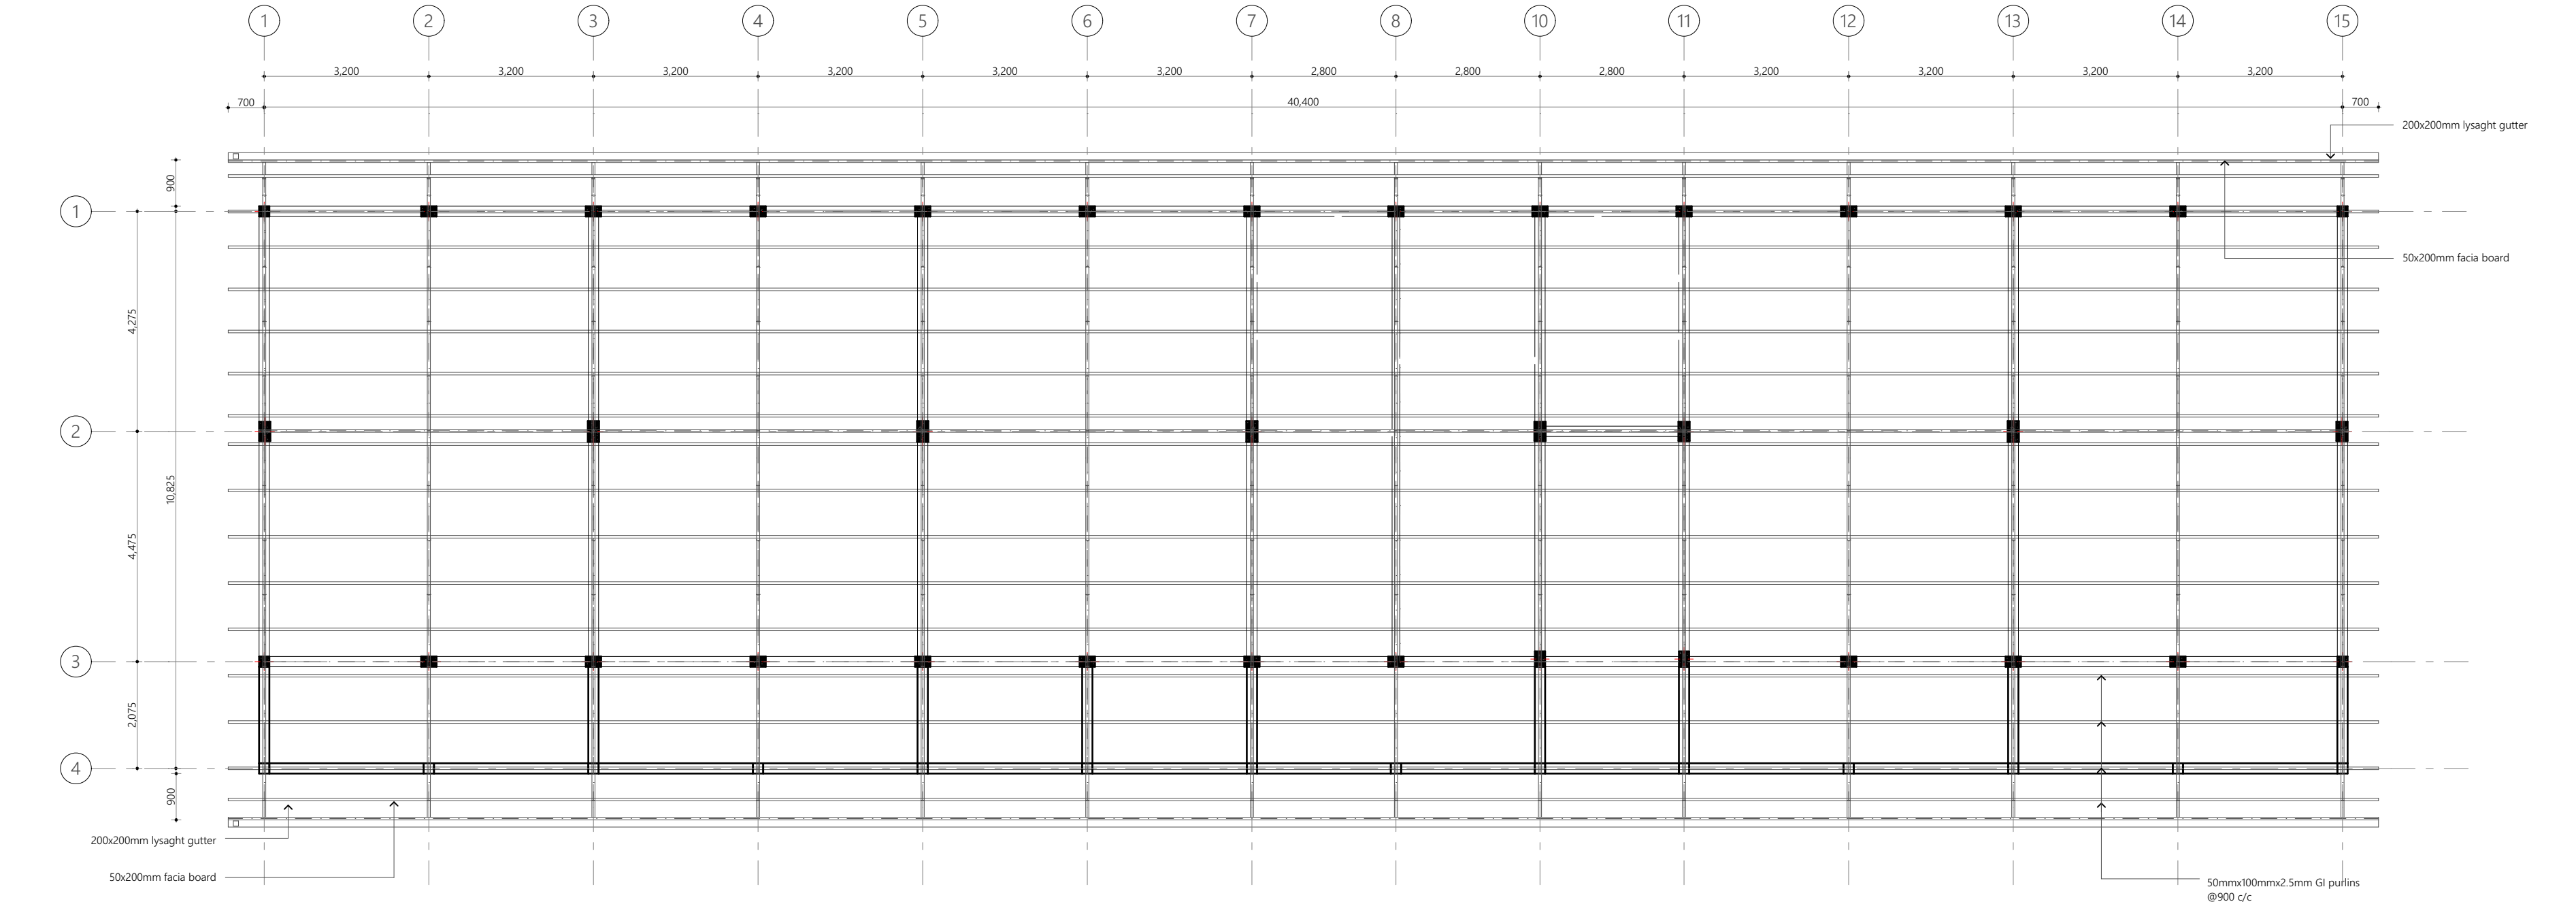 1 2 3 4 5 6 7 8 10 11 12 13 14 15
3,200 3,200 3,200 3,200 3,200 3,200 2,800 2,800 2,800 3,200 3,200 3,200 3,200
700 40,400 700
200x200mm lysaght gutter
900
1
50x200mm facia board
4,275
2
10,825
4,475
3
2,075
4
900
200x200mm lysaght gutter
50x200mm facia board
50mmx100mmx2.5mm GI purlins
@900 c/c